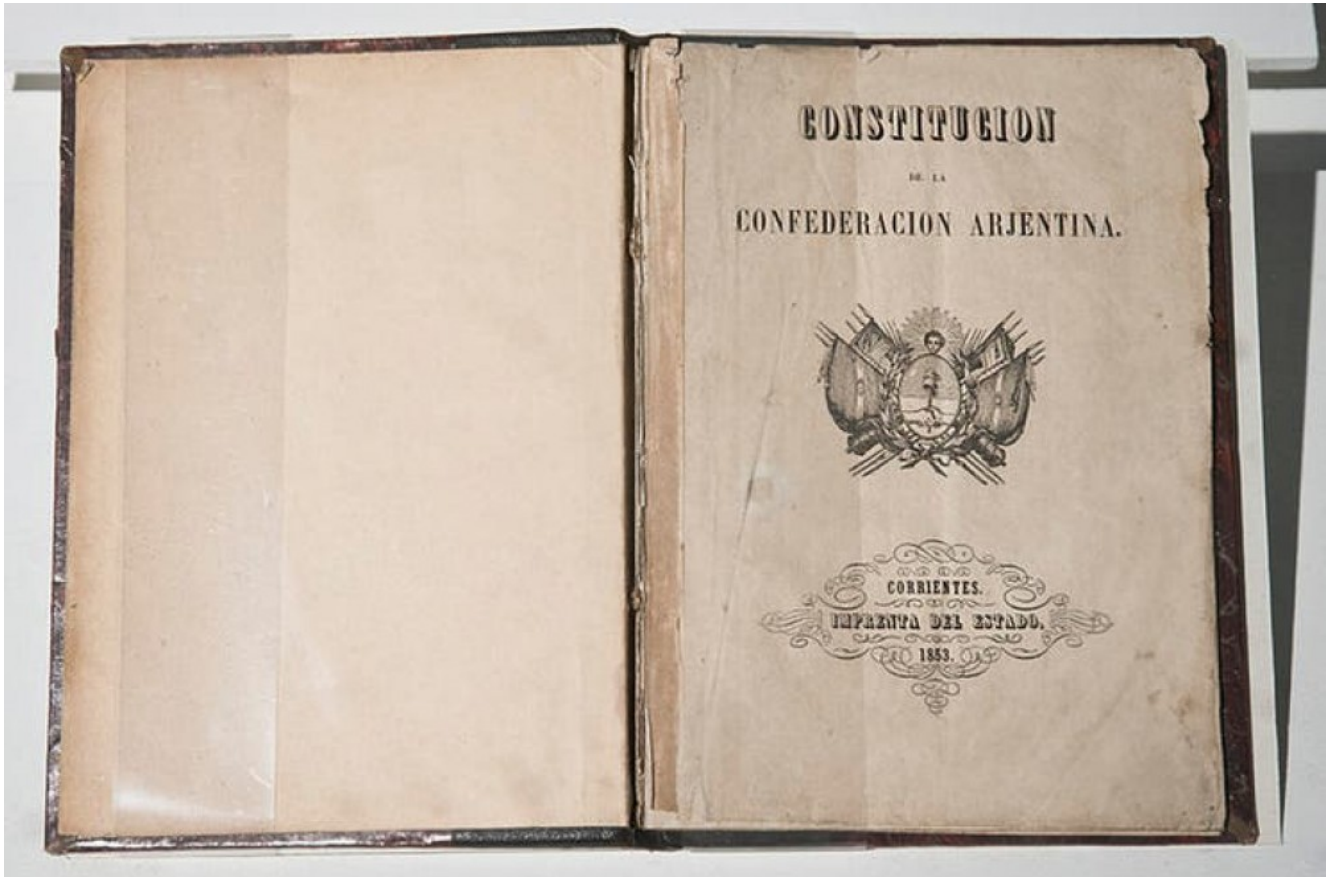 CONSTITUCION
DE LA
CONFEDERACION ARJENTINA.
CORRIENTES.
IMPRENTA DEL ESTADO.
1853.